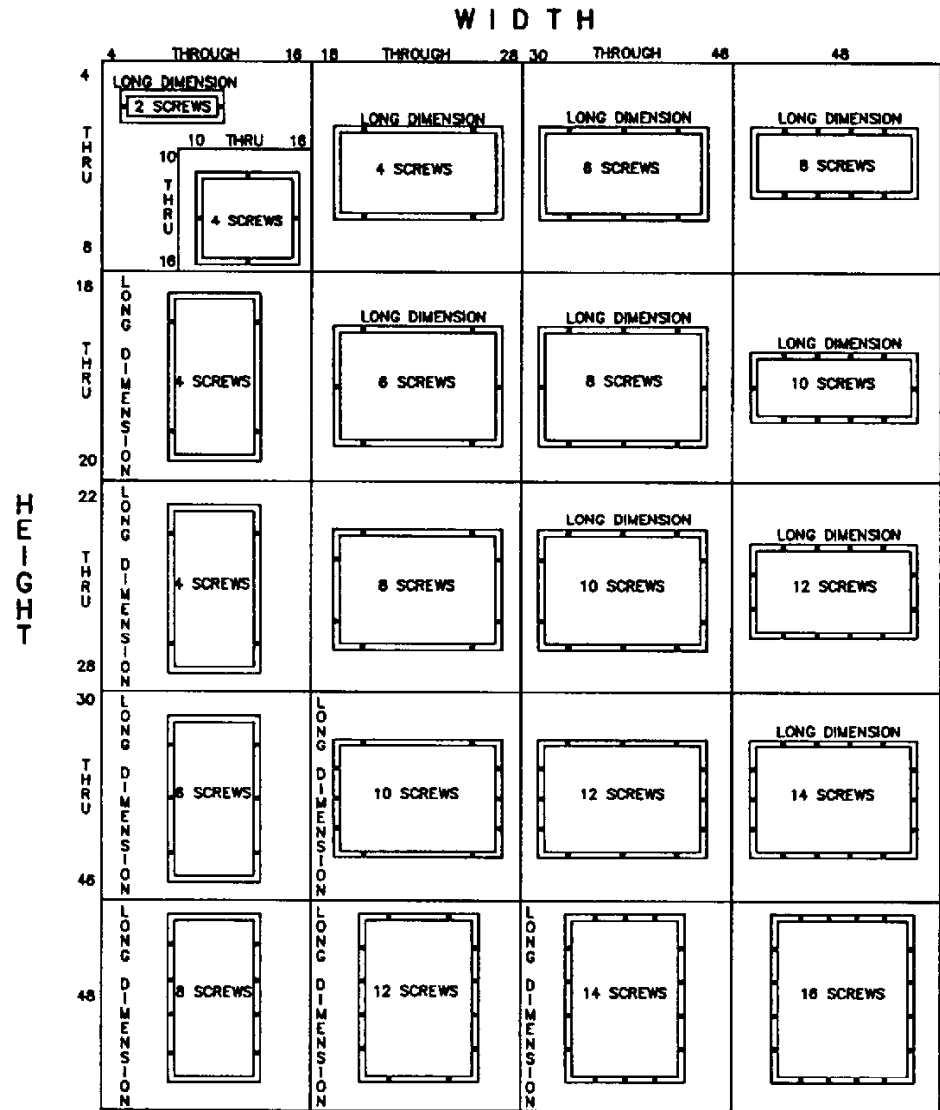 WIDTH
4 THROUGH 16 18 THROUGH 28 30 THROUGH 46 48
HEIGHT
4 THRU 8
LONG DIMENSION
2 SCREWS
10 THRU 16
10 THRU 16
4 SCREWS
LONG DIMENSION
4 SCREWS
LONG DIMENSION
6 SCREWS
LONG DIMENSION
8 SCREWS
18 THRU 20
LONG DIMENSION
4 SCREWS
LONG DIMENSION
6 SCREWS
LONG DIMENSION
8 SCREWS
LONG DIMENSION
10 SCREWS
22 THRU 28
LONG DIMENSION
4 SCREWS
8 SCREWS
LONG DIMENSION
10 SCREWS
LONG DIMENSION
12 SCREWS
30 THRU 46
LONG DIMENSION
6 SCREWS
LONG DIMENSION
10 SCREWS
12 SCREWS
LONG DIMENSION
14 SCREWS
48
LONG DIMENSION
8 SCREWS
LONG DIMENSION
12 SCREWS
LONG DIMENSION
14 SCREWS
16 SCREWS